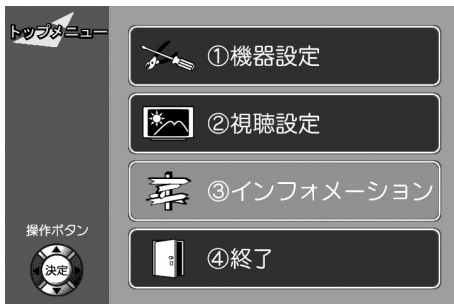 トップメニュー
①機器設定
②視聴設定
③インフォメーション
④終了
操作ボタン
決定